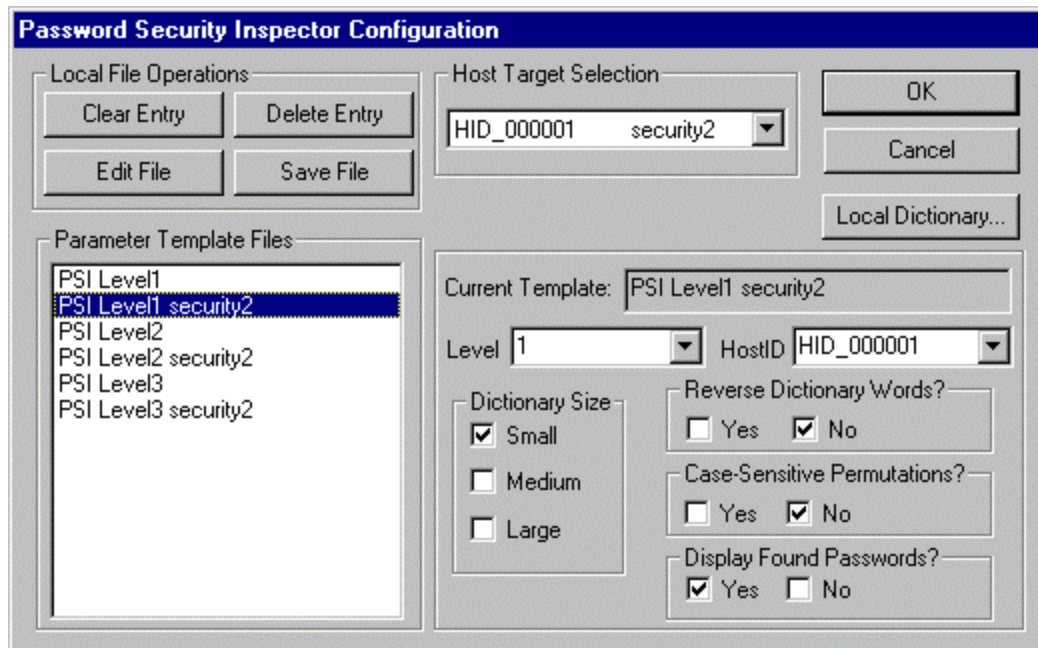 Password Security Inspector Configuration
Local File Operations
Clear Entry
Delete Entry
Edit File
Save File
Host Target Selection
HID_000001 security2
OK
Cancel
Local Dictionary...
Parameter Template Files
PSI Level1
PSI Level1 security2
PSI Level2
PSI Level2 security2
PSI Level3
PSI Level3 security2
Current Template: PSI Level1 security2
Level 1 HostID HID_000001
Dictionary Size
Small
Medium
Large
Reverse Dictionary Words?
Yes No
Case-Sensitive Permutations?
Yes No
Display Found Passwords?
Yes No